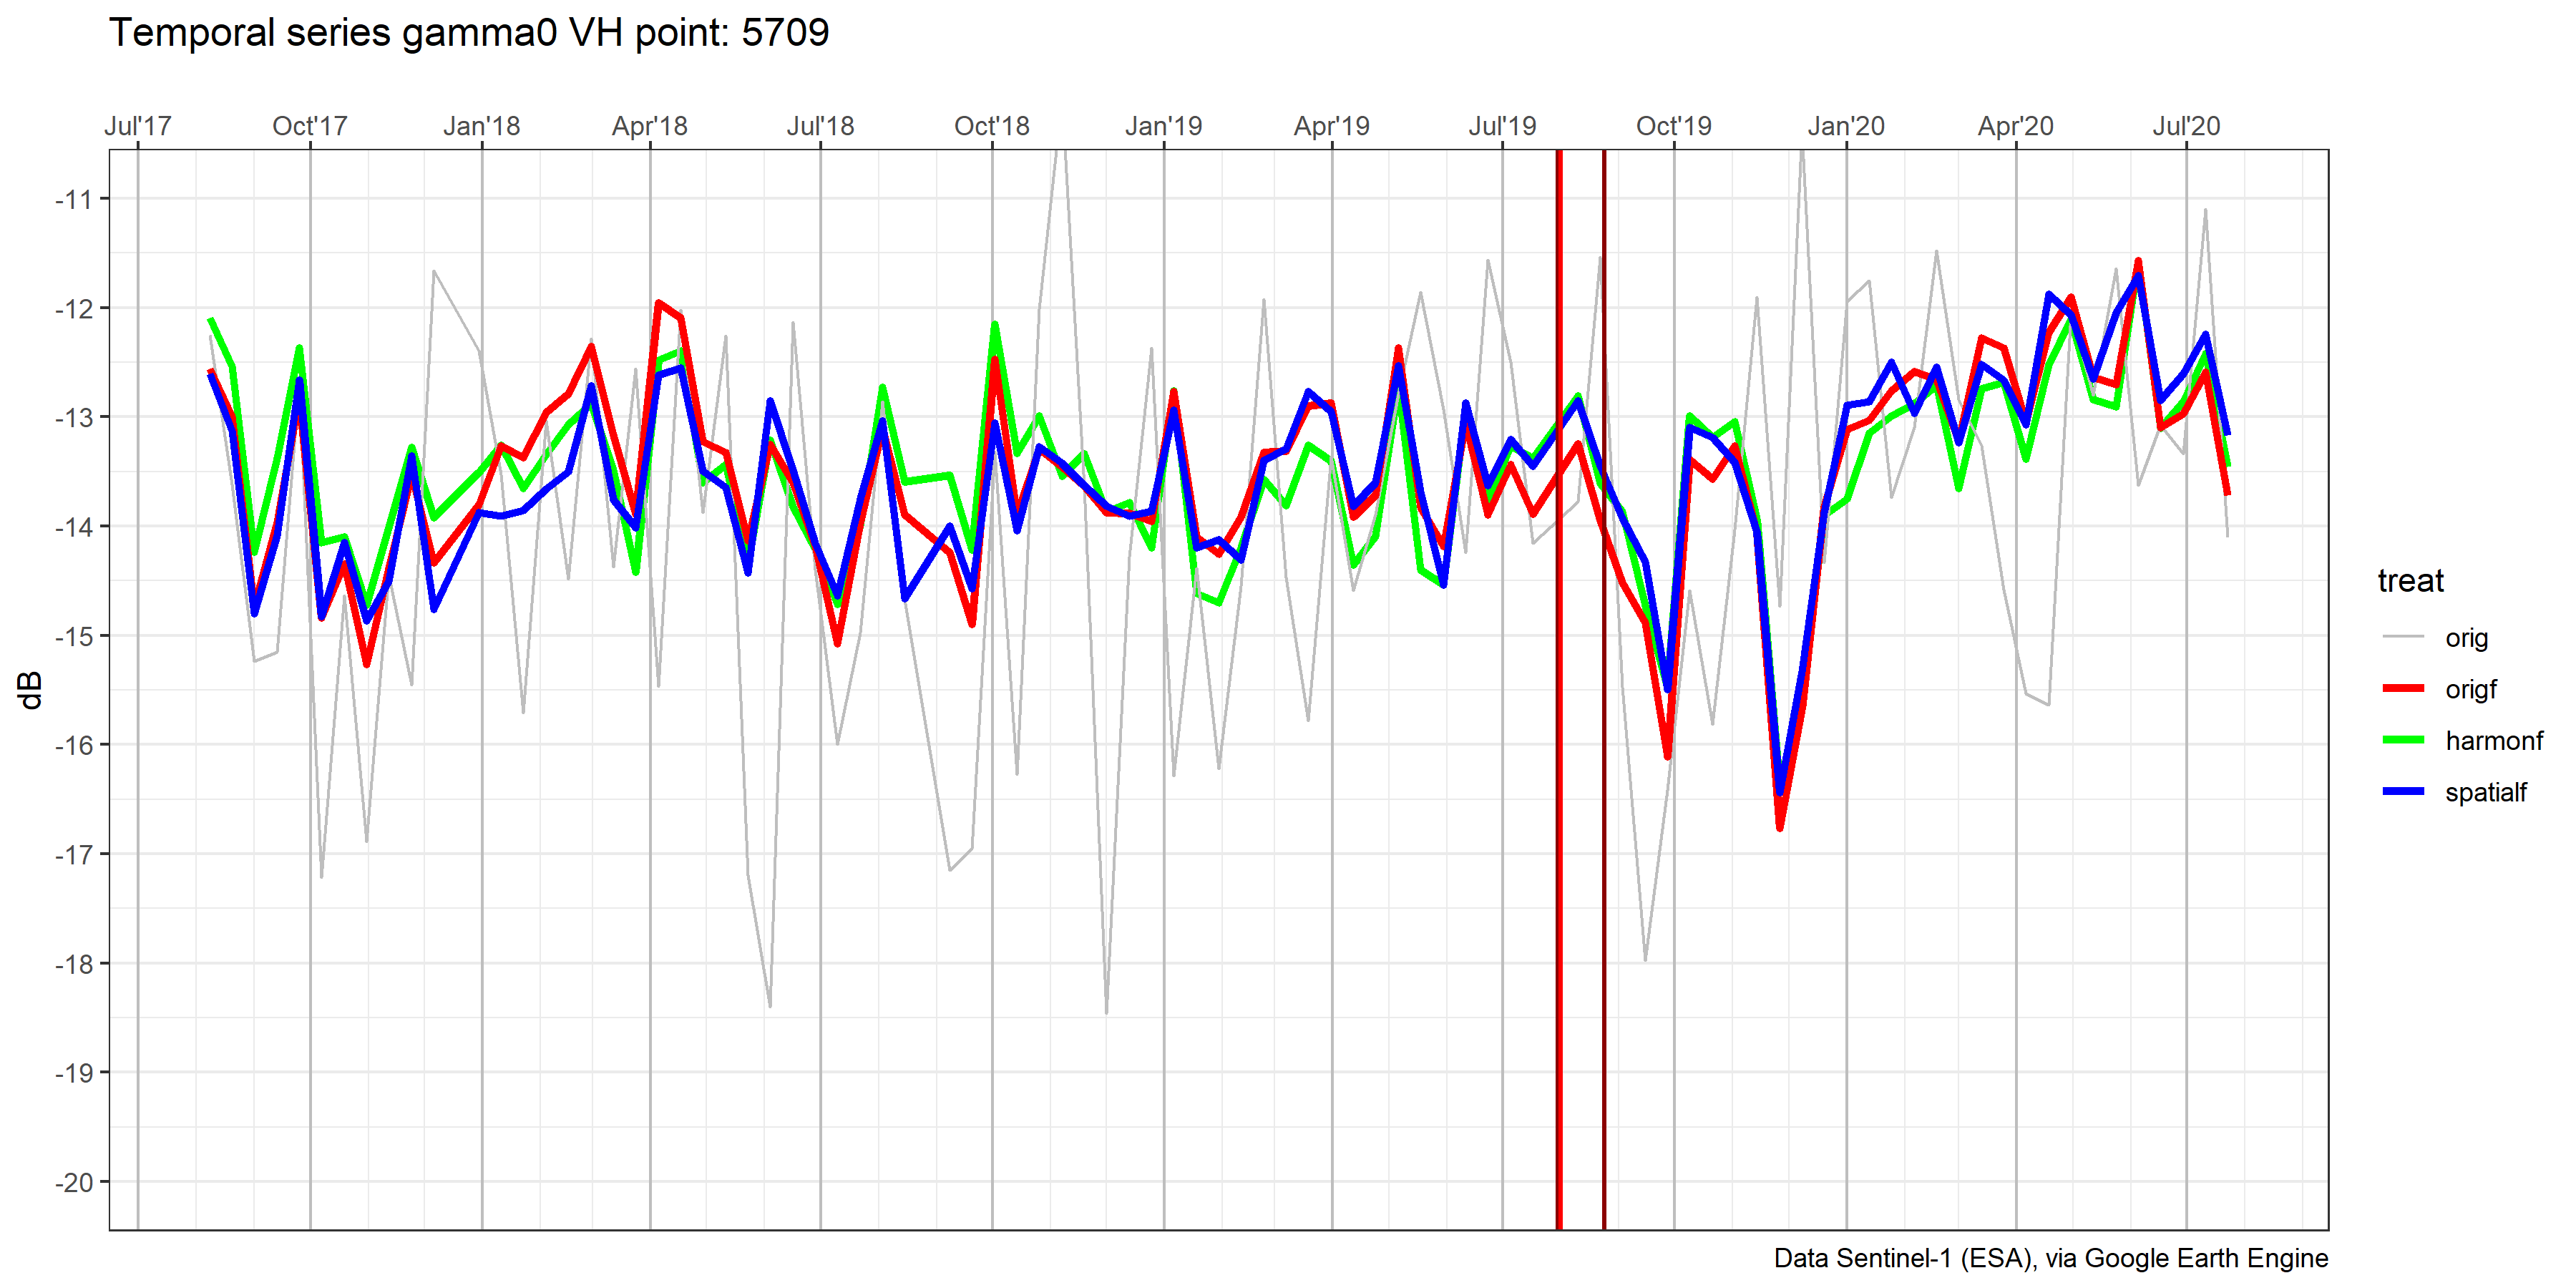 Temporal series gamma0 VH point: 5709
Jul'17 Oct'17 Jan'18 Apr'18 Jul'18 Oct'18 Jan'19 Apr'19 Jul'19 Oct'19 Jan'20 Apr'20 Jul'20
-11
-12
-13
-14
-15
-16
-17
-18
-19
-20
dB
treat
orig
origf
harmonf
spatialf
Data Sentinel-1 (ESA), via Google Earth Engine